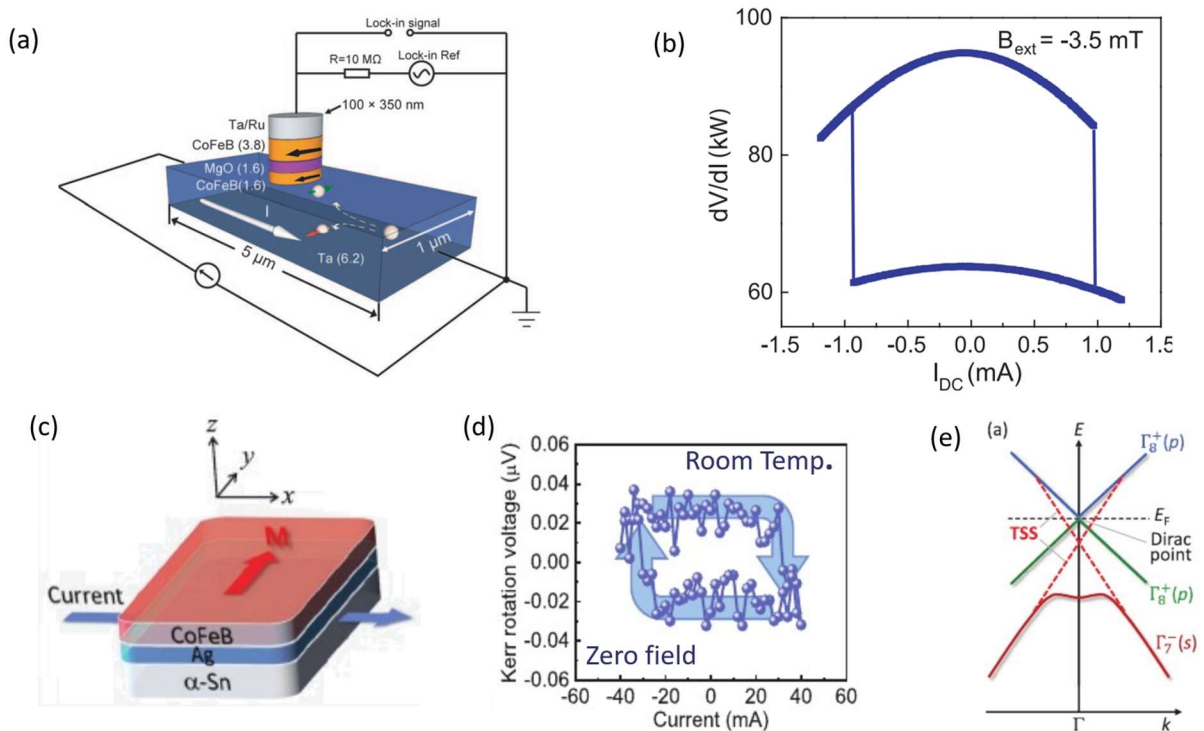 (a)
Lock-in signal
R=10 MΩ
Lock-in Ref
100 × 350 nm
Ta/Ru
CoFeB (3.8)
MgO (1.6)
CoFeB(1.6)
I
Ta (6.2)
5 μm
1 μm
(b)
B_ext = -3.5 mT
dV/dI (kW)
100
90
80
60
-1.5
-1.0
-0.5
0.0
0.5
1.0
1.5
I_DC (mA)
(c)
z
y
x
M
Current
CoFeB
Ag
α-Sn
(d)
Kerr rotation voltage (μV)
0.06
0.04
0.02
0.00
-0.02
-0.04
-0.06
Room Temp.
Zero field
-60
-40
-20
0
20
40
60
Current (mA)
(e)
(a)
E
Γ₈⁺(p)
E_F
TSS
Dirac
point
Γ₈⁺(p)
Γ₇⁻(s)
Γ
k